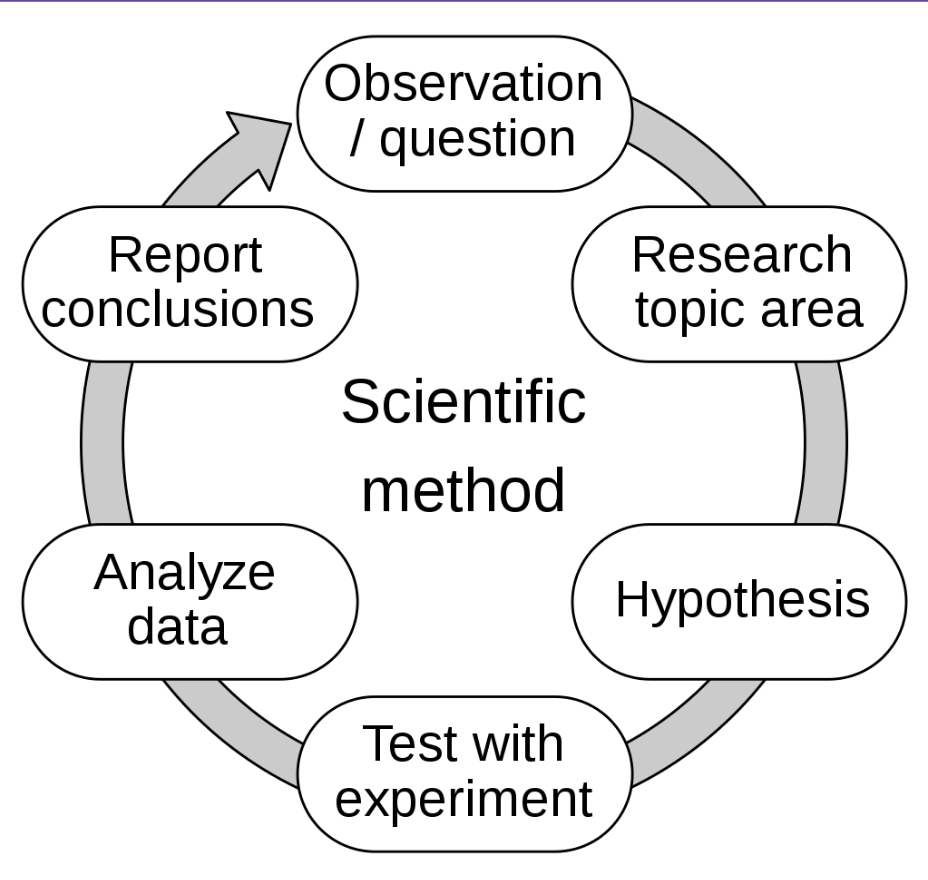 Observation
/ question
Research
topic area
Hypothesis
Test with
experiment
Analyze
data
Report
conclusions
Scientific
method